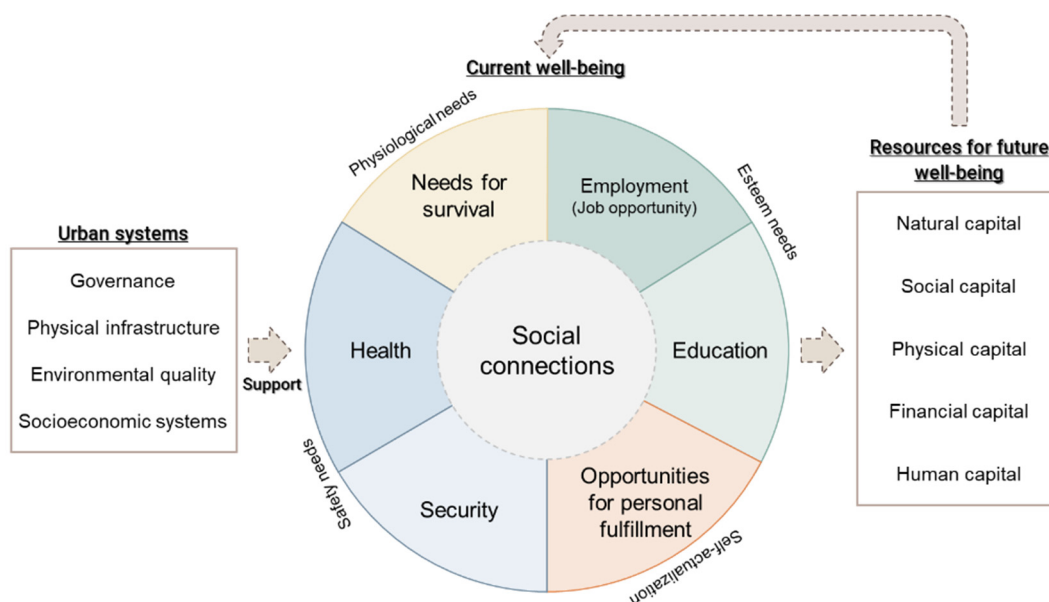 Current well-being
Physiological needs
Needs for
survival
Employment
(Job opportunity)
Esteem needs
Resources for future
well-being
Natural capital
Social capital
Physical capital
Financial capital
Human capital
Urban systems
Governance
Physical infrastructure
Environmental quality
Socioeconomic systems
Support
Health
Social
connections
Education
Safety needs
Security
Opportunities
for personal
fulfillment
Self-actualization